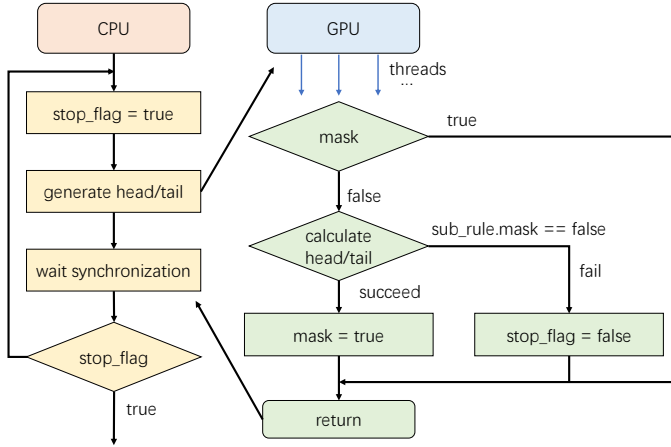 CPU
GPU
threads
...
stop_flag = true
mask
true
generate head/tail
false
calculate
head/tail
sub_rule.mask == false
wait synchronization
succeed
fail
mask = true
stop_flag = false
stop_flag
true
return